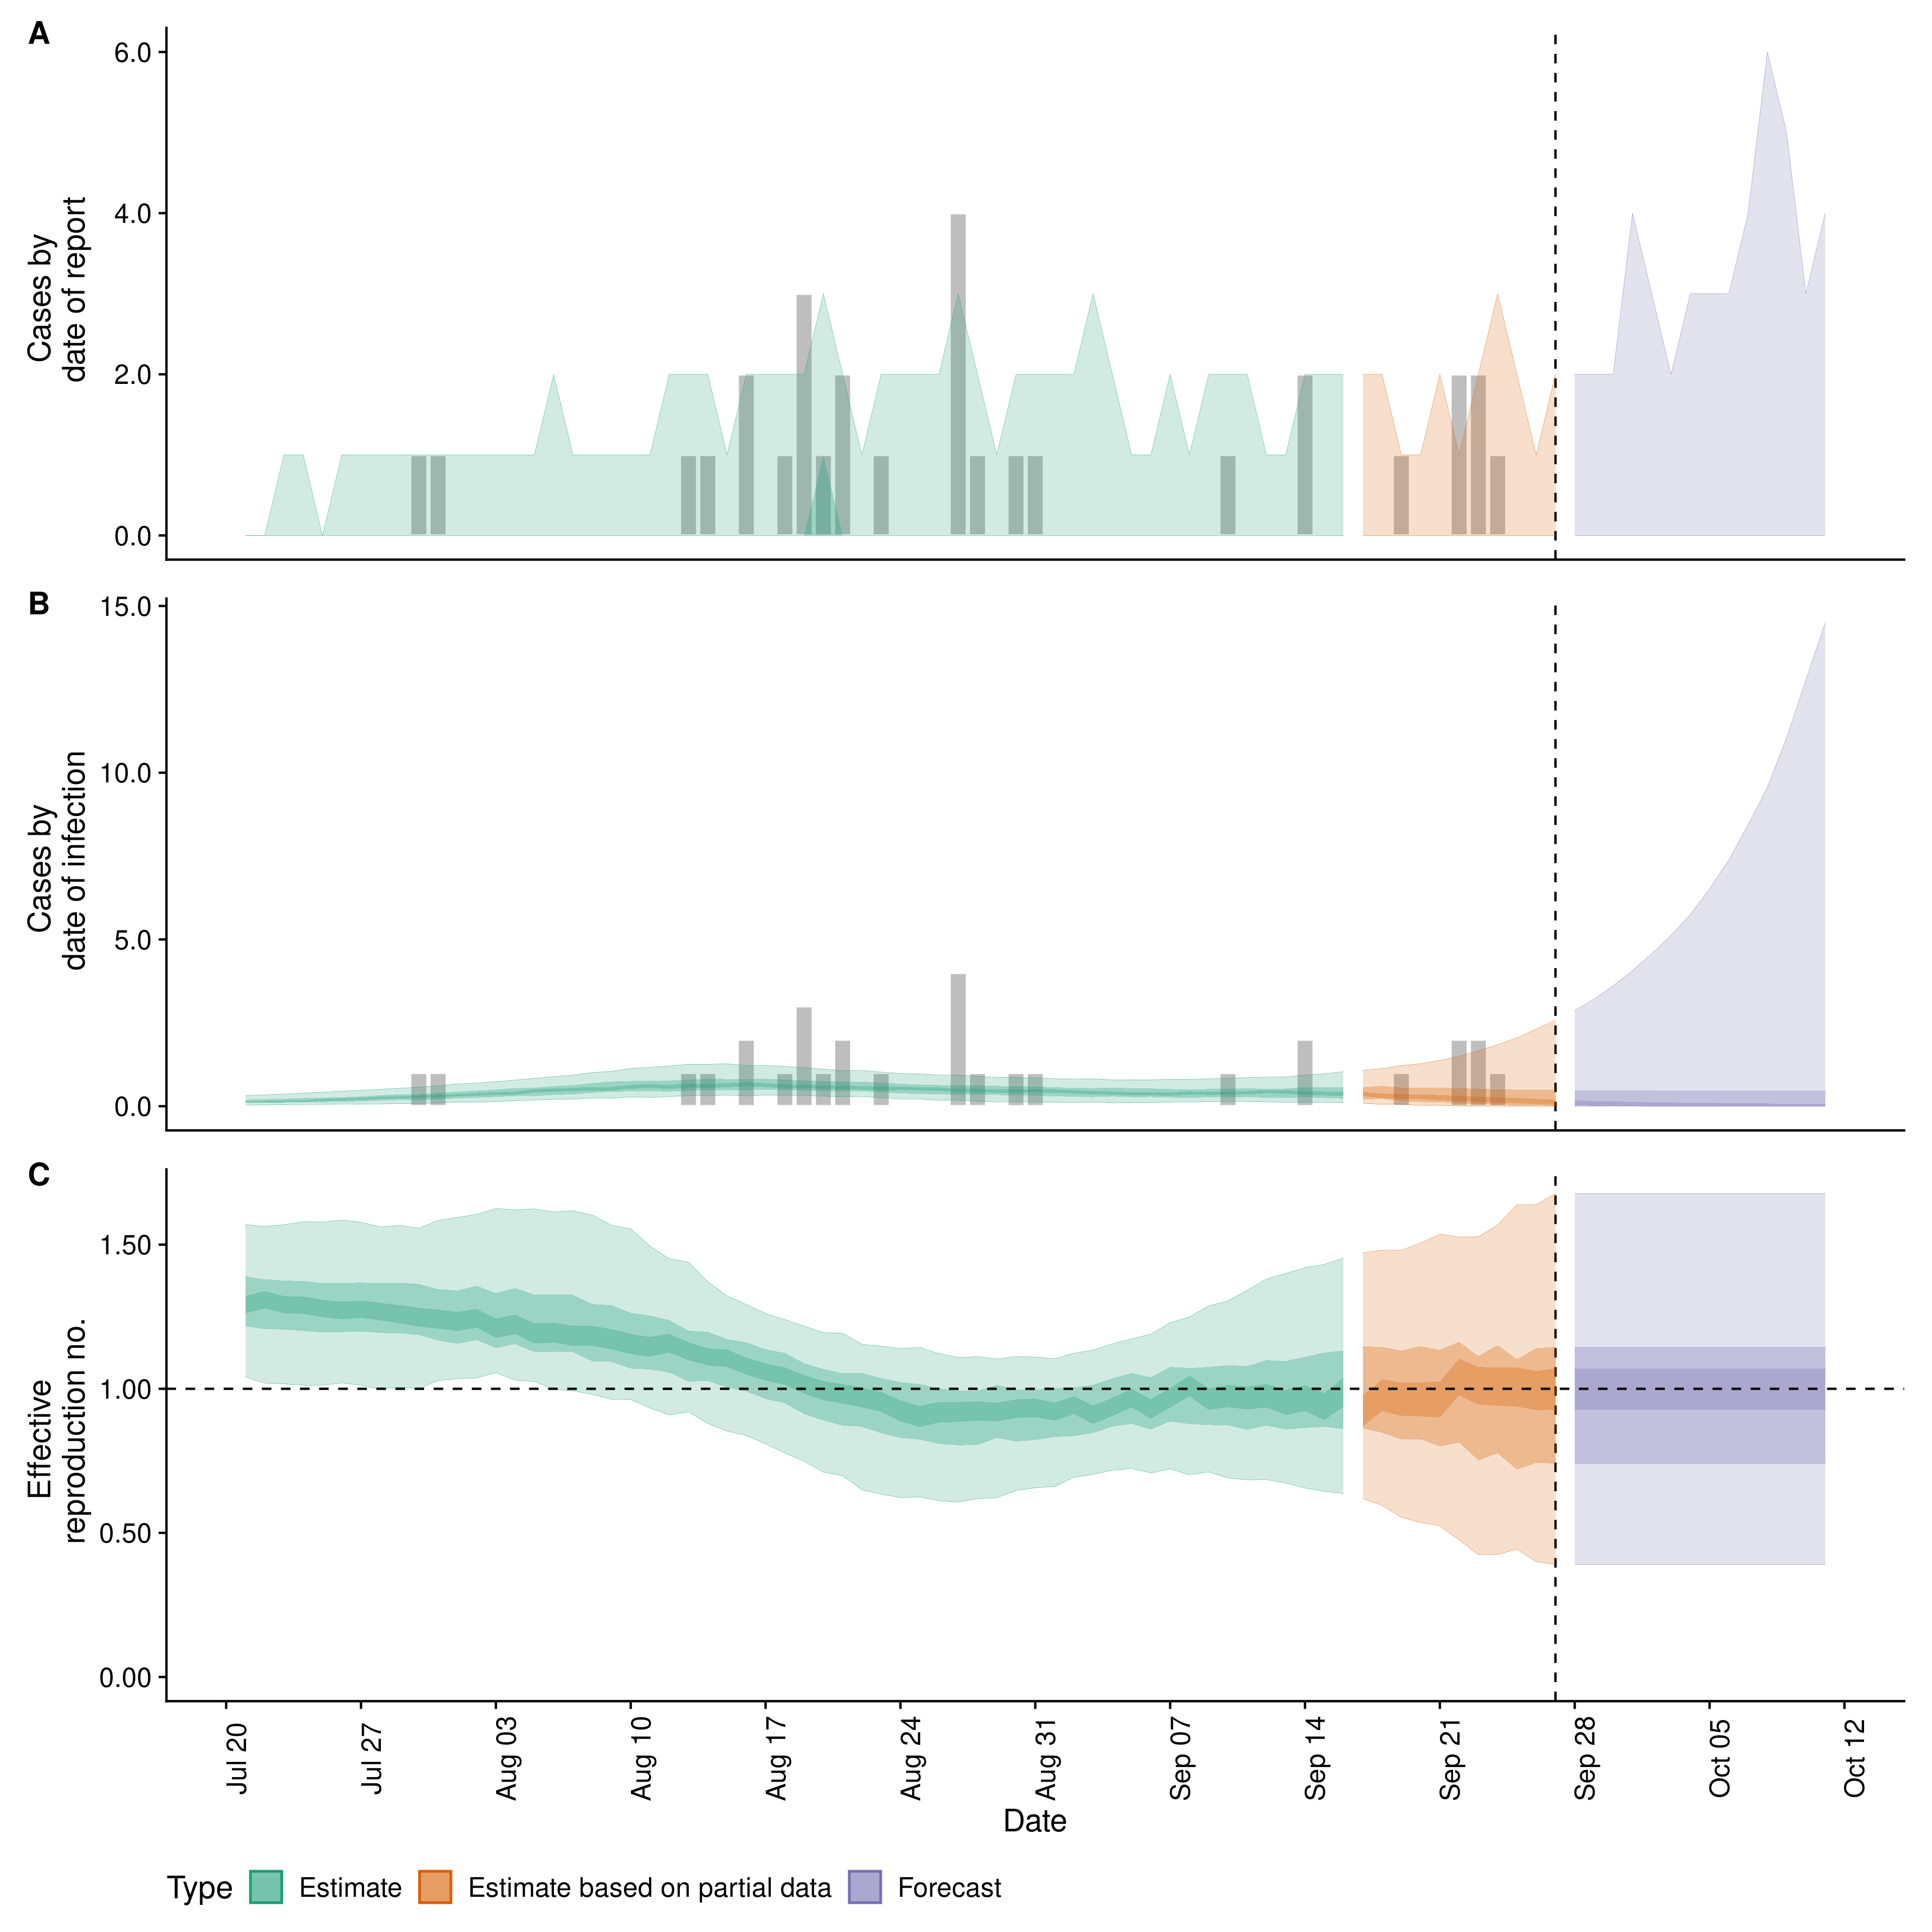 A
6.0
4.0
2.0
0.0
Cases by
date of report
B
15.0
10.0
5.0
0.0
Cases by
date of infection
C
1.50
1.00
0.50
0.00
Effective
reproduction no.
Jul 20
Jul 27
Aug 03
Aug 10
Aug 17
Aug 24
Aug 31
Sep 07
Sep 14
Sep 21
Sep 28
Oct 05
Oct 12
Date
Type
Estimate
Estimate based on partial data
Forecast